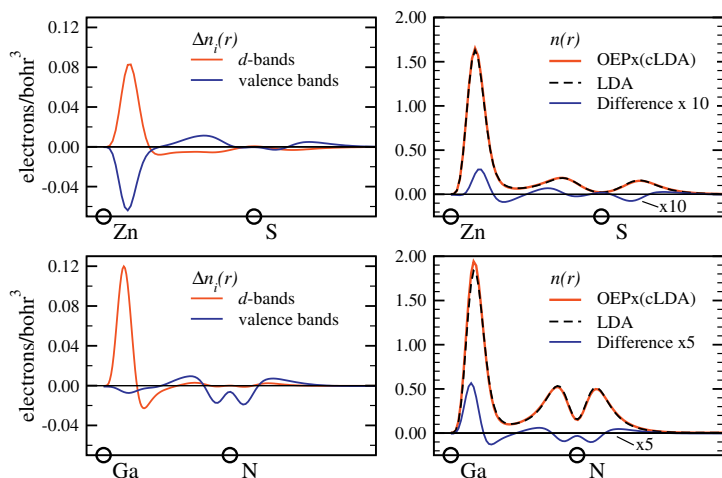 Δn_i(r)
d-bands
valence bands
electrons/bohr^3
0.12
0.08
0.04
0.00
-0.04
Zn
S
n(r)
OEPx(cLDA)
LDA
Difference x 10
2.00
1.50
1.00
0.50
0.00
x10
Zn
S
Δn_i(r)
d-bands
valence bands
electrons/bohr^3
0.12
0.08
0.04
0.00
-0.04
Ga
N
n(r)
OEPx(cLDA)
LDA
Difference x5
2.00
1.50
1.00
0.50
0.00
x5
Ga
N